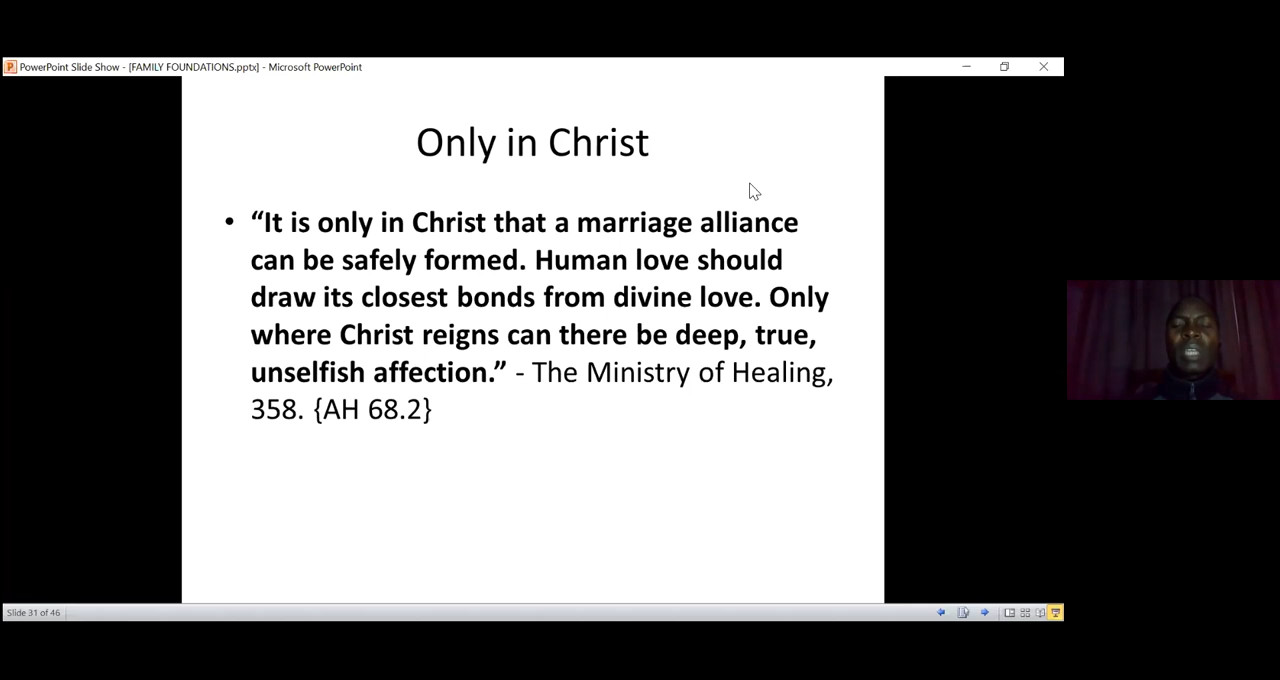 PowerPoint Slide Show - [FAMILY FOUNDATIONS.pptx] - Microsoft PowerPoint
Only in Christ
• “It is only in Christ that a marriage alliance
can be safely formed. Human love should
draw its closest bonds from divine love. Only
where Christ reigns can there be deep, true,
unselfish affection.” - The Ministry of Healing,
358. {AH 68.2}
Slide 31 of 46